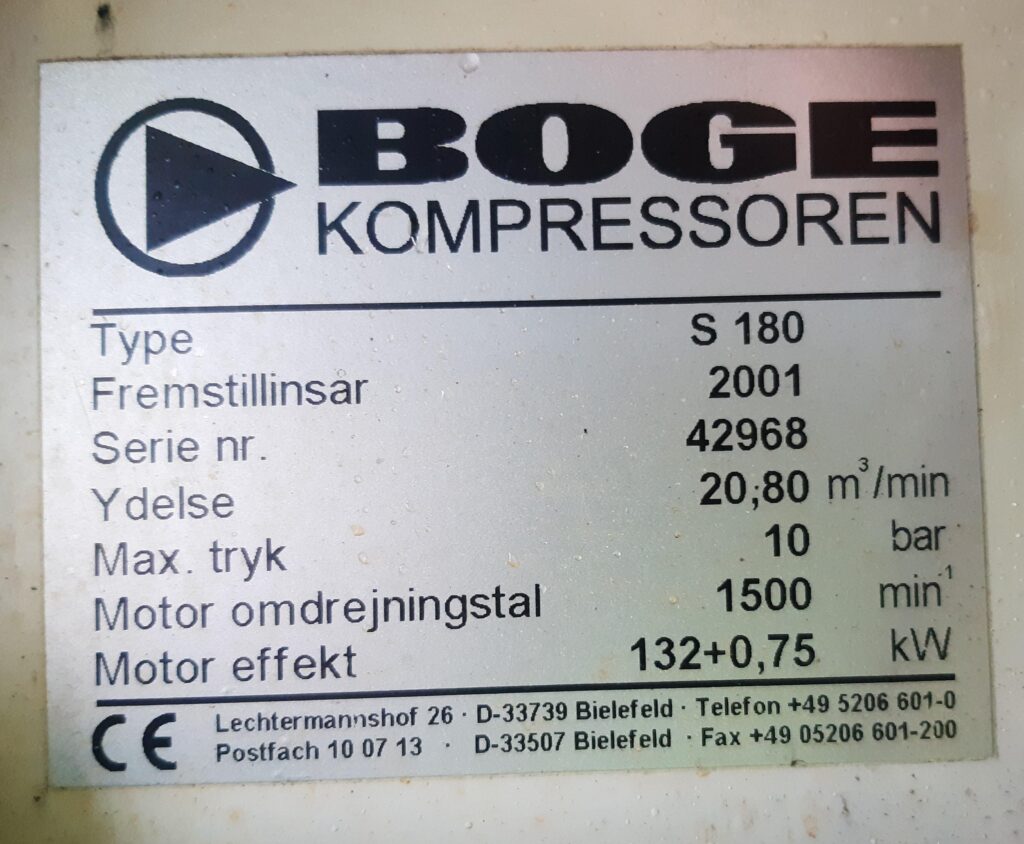 BOGE
KOMPRESSOREN
Type S 180
Fremstillinsar 2001
Serie nr. 42968
Ydelse 20,80 m³/min
Max. tryk 10 bar
Motor omdrejningstal 1500 min⁻¹
Motor effekt 132+0,75 kW
CE Lechtermannshof 26 · D-33739 Bielefeld · Telefon +49 5206 601-0
Postfach 10 07 13 · D-33507 Bielefeld · Fax +49 05206 601-200